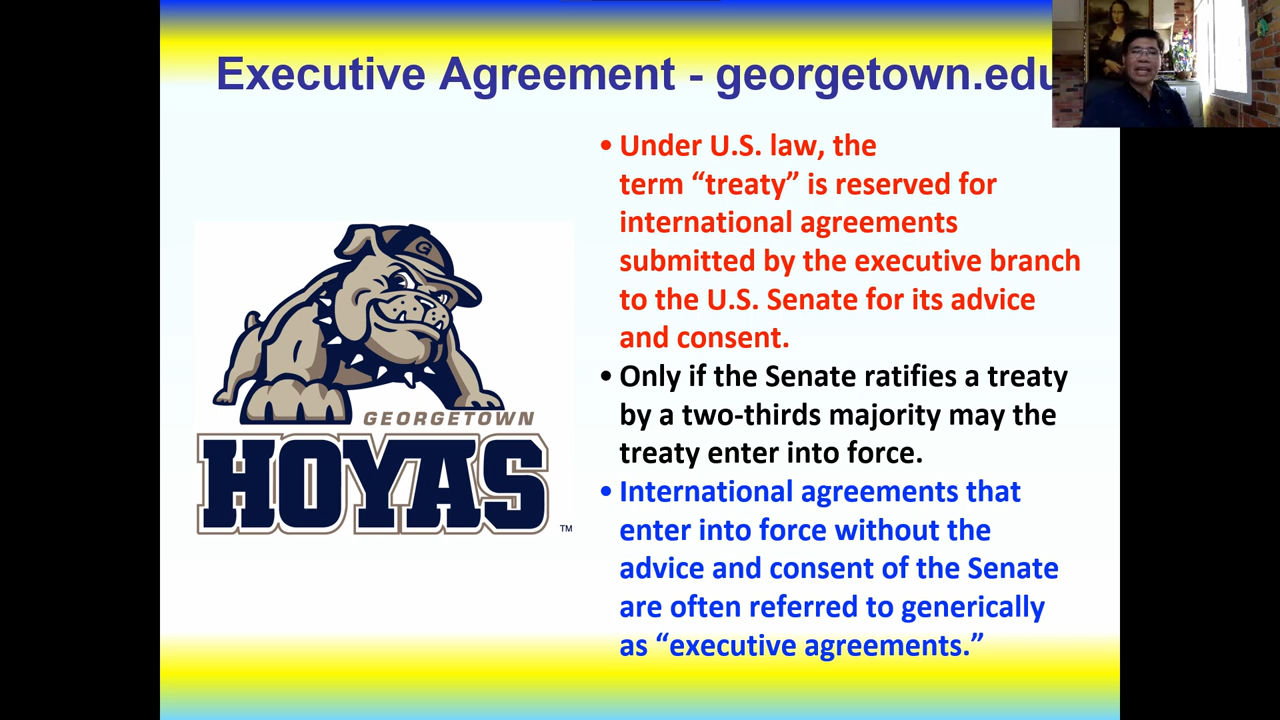 Executive Agreement - georgetown.edu
• Under U.S. law, the
term “treaty” is reserved for
international agreements
submitted by the executive branch
to the U.S. Senate for its advice
and consent.
• Only if the Senate ratifies a treaty
by a two-thirds majority may the
treaty enter into force.
• International agreements that
enter into force without the
advice and consent of the Senate
are often referred to generically
as “executive agreements.”
G
GEORGETOWN
HOYAS
™